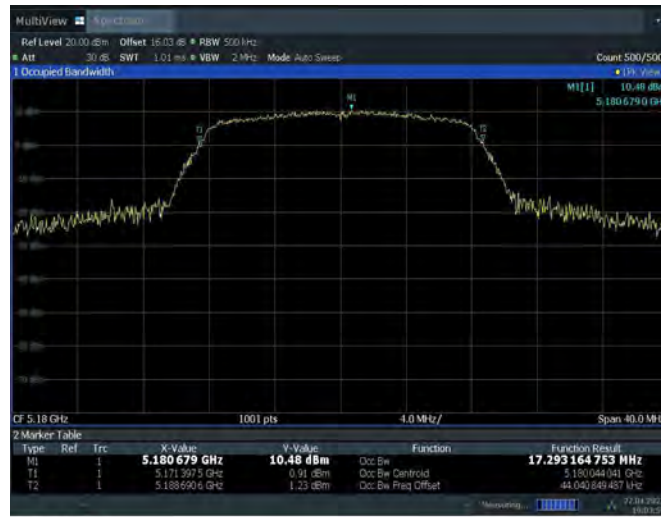 MultiView Spectrum
Ref Level 20.00 dBm Offset 16.03 dB RBW 500 kHz
Att 30 dB SWT 1.01 ms VBW 2 MHz Mode Auto Sweep Count 500/500
1 Occupied Bandwidth
M1[1] 10.48 dBm
5.1806790 GHz
M1
T1
T2
CF 5.18 GHz 1001 pts 4.0 MHz/ Span 40.0 MHz
2 Marker Table
Type Ref Trc X-Value Y-Value Function Function Result
M1 1 5.180 679 GHz 10.48 dBm Occ Bw 17.293 164 753 MHz
T1 1 5.171 397 5 GHz 0.91 dBm Occ Bw Centroid 5.180 044 041 GHz
T2 1 5.188 690 6 GHz 1.23 dBm Occ Bw Freq Offset 44.040 849 487 kHz
Measuring...